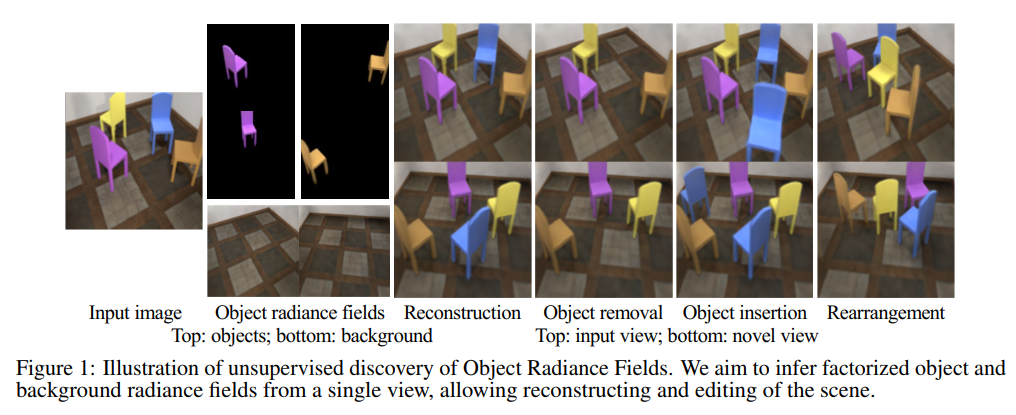 Input image
Object radiance fields
Reconstruction
Object removal
Object insertion
Rearrangement
Top: objects; bottom: background
Top: input view; bottom: novel view
Figure 1: Illustration of unsupervised discovery of Object Radiance Fields. We aim to infer factorized object and
background radiance fields from a single view, allowing reconstructing and editing of the scene.